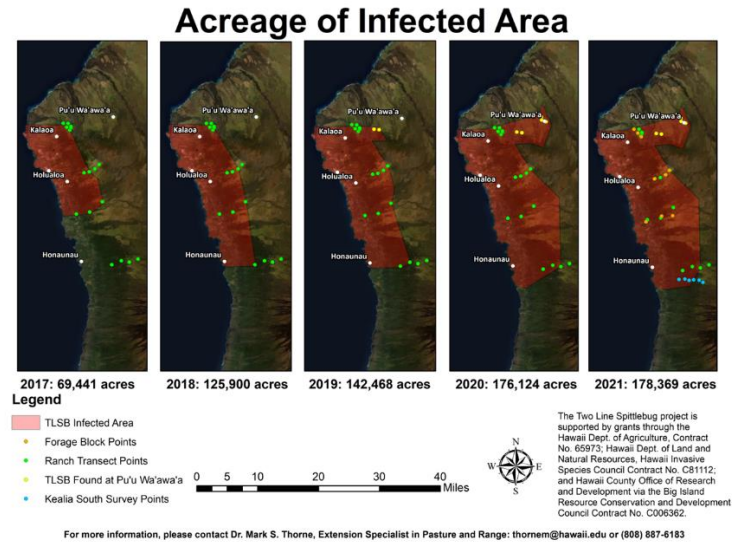 Acreage of Infected Area
Pu'u Wa'awa'a
Kalaoa
Holualoa
Honaunau
Pu'u Wa'awa'a
Kalaoa
Holualoa
Honaunau
Pu'u Wa'awa'a
Kalaoa
Holualoa
Honaunau
Pu'u Wa'awa'a
Kalaoa
Holualoa
Honaunau
Pu'u Wa'awa'a
Kalaoa
Holualoa
Honaunau
2017: 69,441 acres
2018: 125,900 acres
2019: 142,468 acres
2020: 176,124 acres
2021: 178,369 acres
Legend
TLSB Infected Area
Forage Block Points
Ranch Transect Points
TLSB Found at Pu'u Wa'awa'a
Kealia South Survey Points
0 5 10 20 30 40
Miles
N
W E
S
The Two Line Spittlebug project is
supported by grants through the
Hawaii Dept. of Agriculture, Contract
No. 65973; Hawaii Dept. of Land and
Natural Resources, Hawaii Invasive
Species Council Contract No. C81112;
and Hawaii County Office of Research
and Development via the Big Island
Resource Conservation and Development
Council Contract No. C006362.
For more information, please contact Dr. Mark S. Thorne, Extension Specialist in Pasture and Range: thornem@hawaii.edu or (808) 887-6183